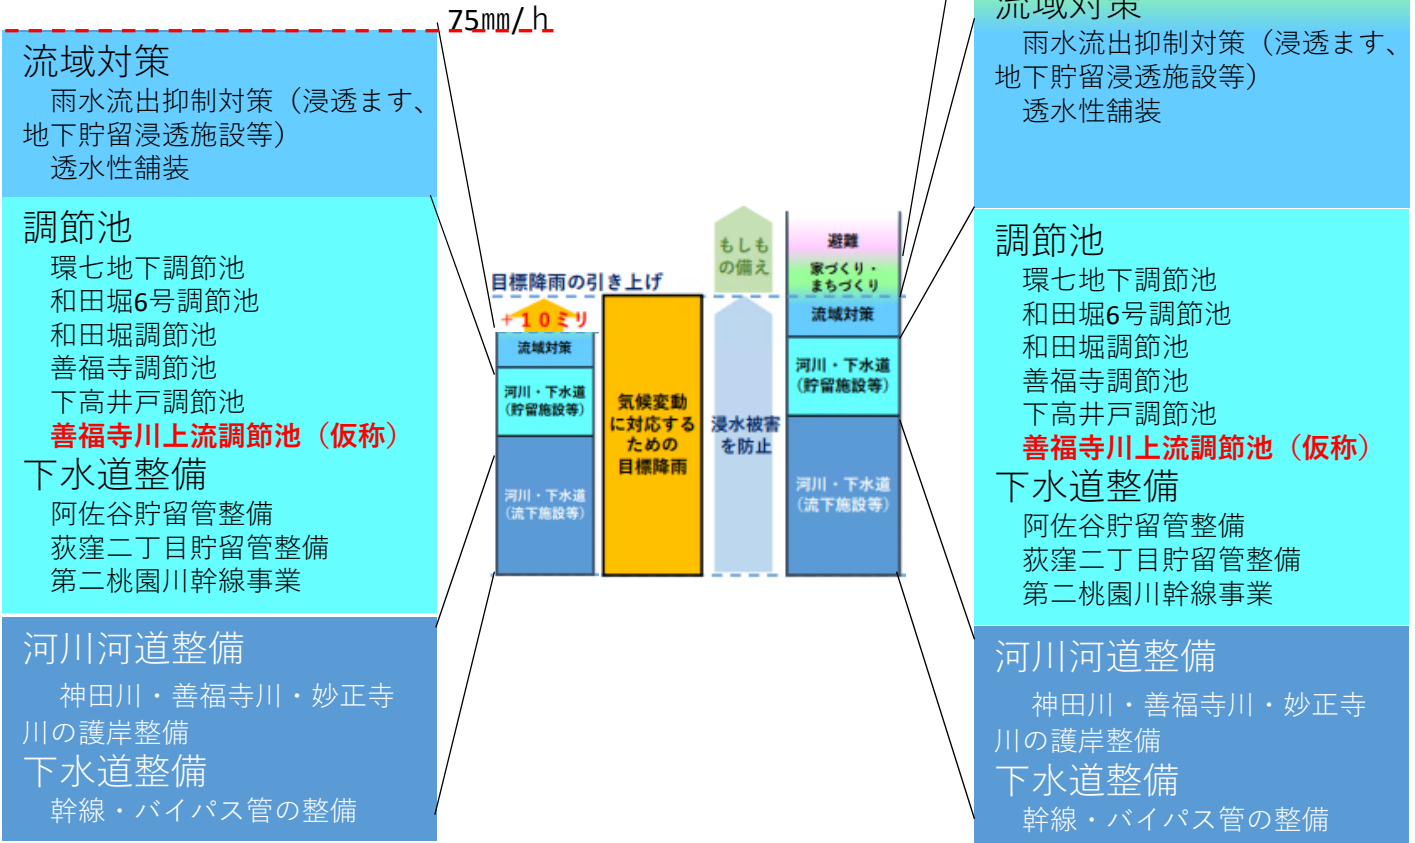 75㎜/ｈ
流域対策
雨水流出抑制対策（浸透ます、
地下貯留浸透施設等）
透水性舗装
調節池
環七地下調節池
和田堀6号調節池
和田堀調節池
善福寺調節池
下高井戸調節池
善福寺川上流調節池（仮称）
下水道整備
阿佐谷貯留管整備
荻窪二丁目貯留管整備
第二桃園川幹線事業
河川河道整備
神田川・善福寺川・妙正寺
川の護岸整備
下水道整備
幹線・バイパス管の整備
目標降雨の引き上げ
＋１０ミリ
流域対策
河川・下水道
（貯留施設等）
河川・下水道
（流下施設等）
気候変動
に対応する
ための
目標降雨
もしも
の備え
浸水被害
を防止
避難
家づくり・
まちづくり
流域対策
河川・下水道
（貯留施設等）
河川・下水道
（流下施設等）
流域対策
雨水流出抑制対策（浸透ます、
地下貯留浸透施設等）
透水性舗装
調節池
環七地下調節池
和田堀6号調節池
和田堀調節池
善福寺調節池
下高井戸調節池
善福寺川上流調節池（仮称）
下水道整備
阿佐谷貯留管整備
荻窪二丁目貯留管整備
第二桃園川幹線事業
河川河道整備
神田川・善福寺川・妙正寺
川の護岸整備
下水道整備
幹線・バイパス管の整備